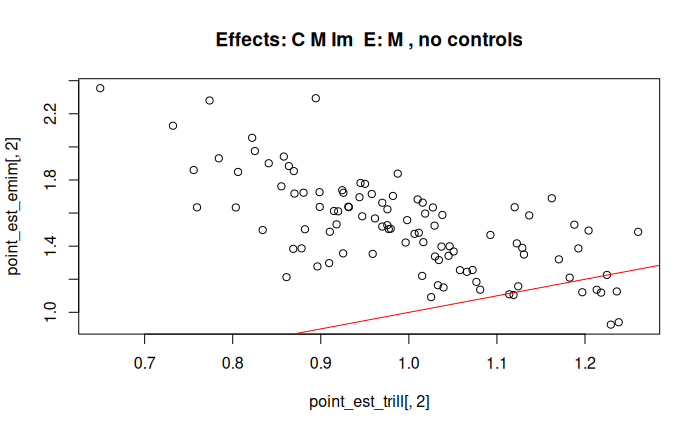 Effects: C M Im  E: M , no controls
point_est_emim[, 2]
2.2
1.8
1.4
1.0
0.7 0.8 0.9 1.0 1.1 1.2
point_est_trill[, 2]